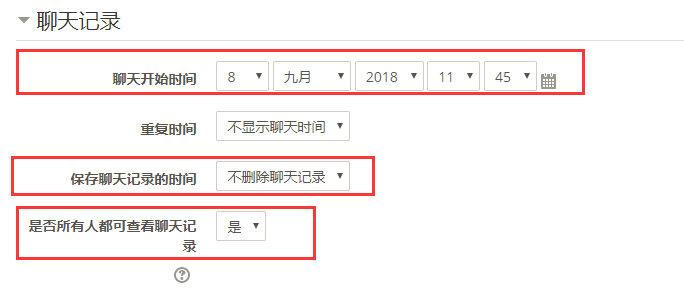 聊天记录
聊天开始时间 8 九月 2018 11 45
重复时间 不显示聊天时间
保存聊天记录的时间 不删除聊天记录
是否所有人都可查看聊天记 是
录
?